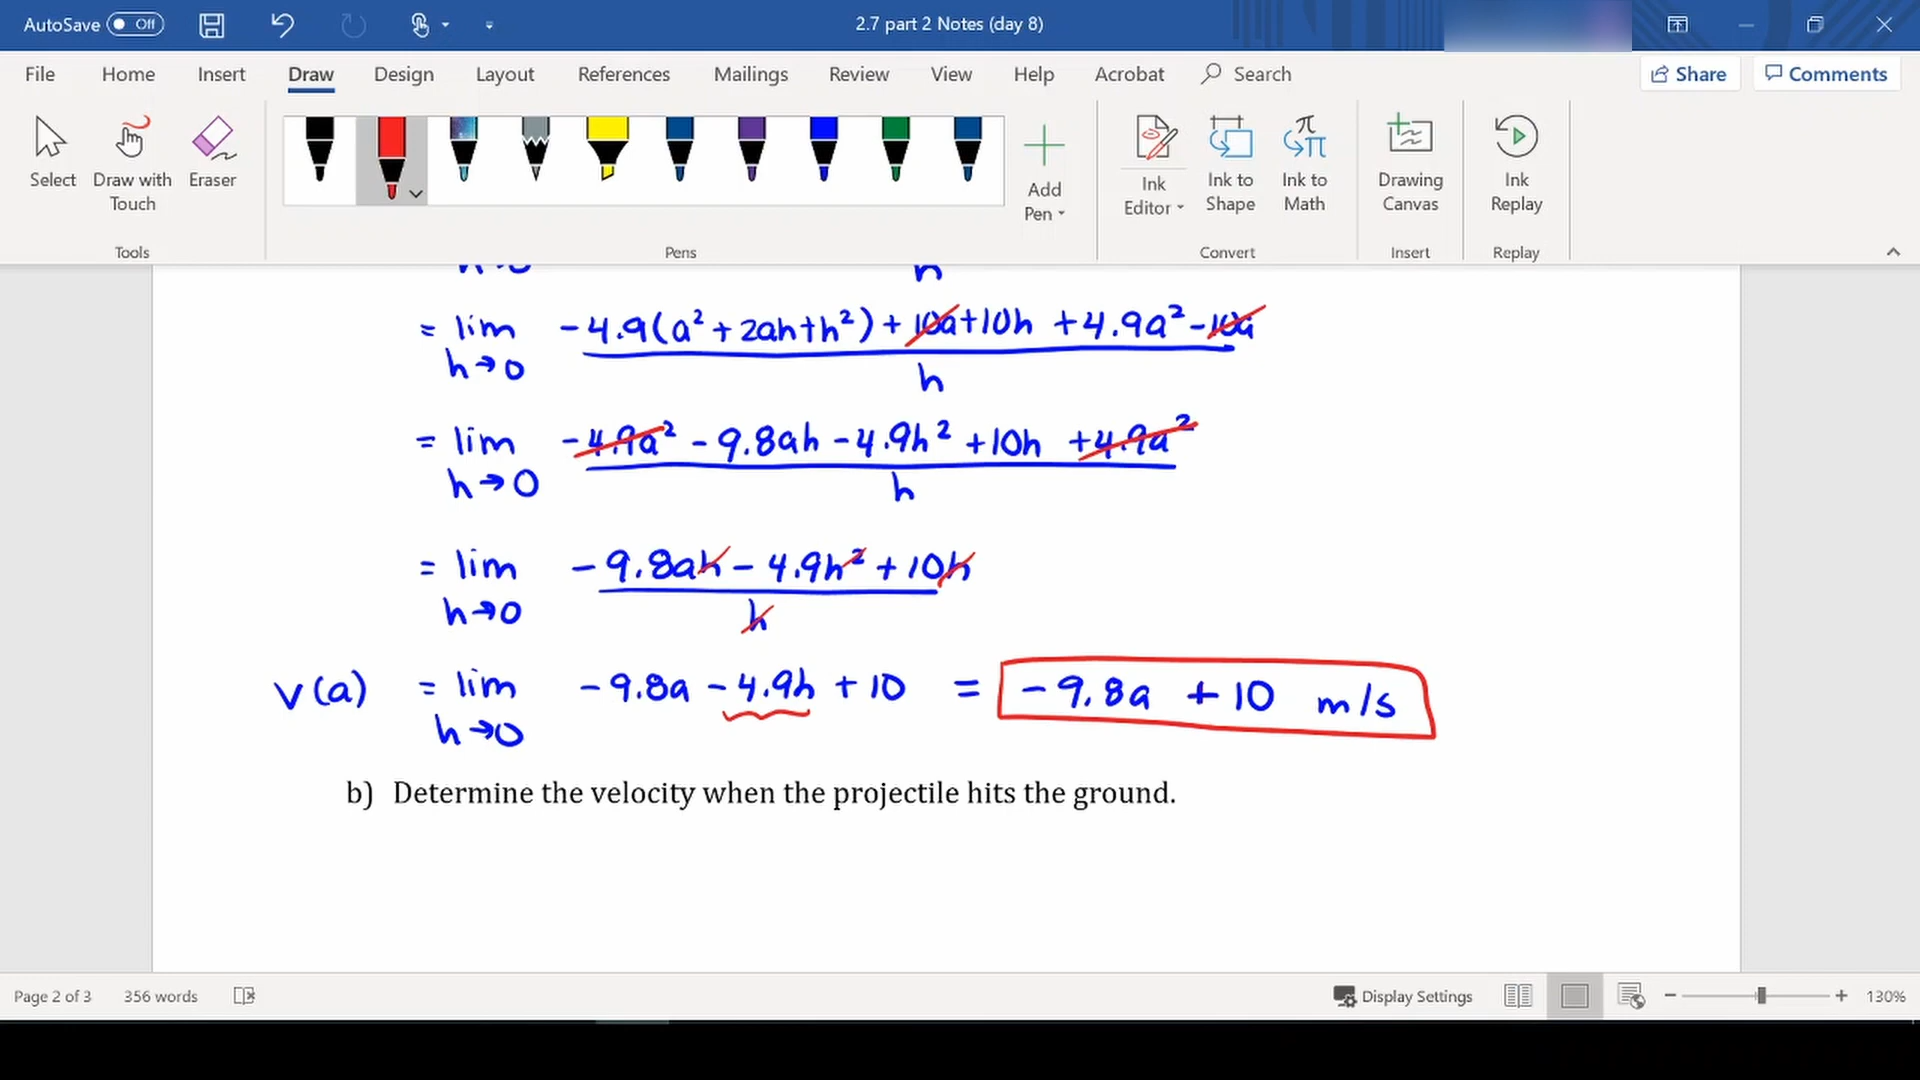 AutoSave Off 2.7 part 2 Notes (day 8)
File Home Insert Draw Design Layout References Mailings Review View Help Acrobat Search Share Comments
Select Draw with Touch Eraser Add Pen Ink Editor Ink to Shape Ink to Math Drawing Canvas Ink Replay
Tools Pens Convert Insert Replay
h
= lim -4.9(a² + 2ah + h²) + 10a + 10h + 4.9a² - 10a
h→0 h
= lim -4.9a² - 9.8ah - 4.9h² + 10h + 4.9a²
h→0 h
= lim -9.8ah - 4.9h² + 10h
h→0 h
v(a) = lim -9.8a - 4.9h + 10 = -9.8a + 10 m/s
h→0
b) Determine the velocity when the projectile hits the ground.
Page 2 of 3 356 words Display Settings 130%